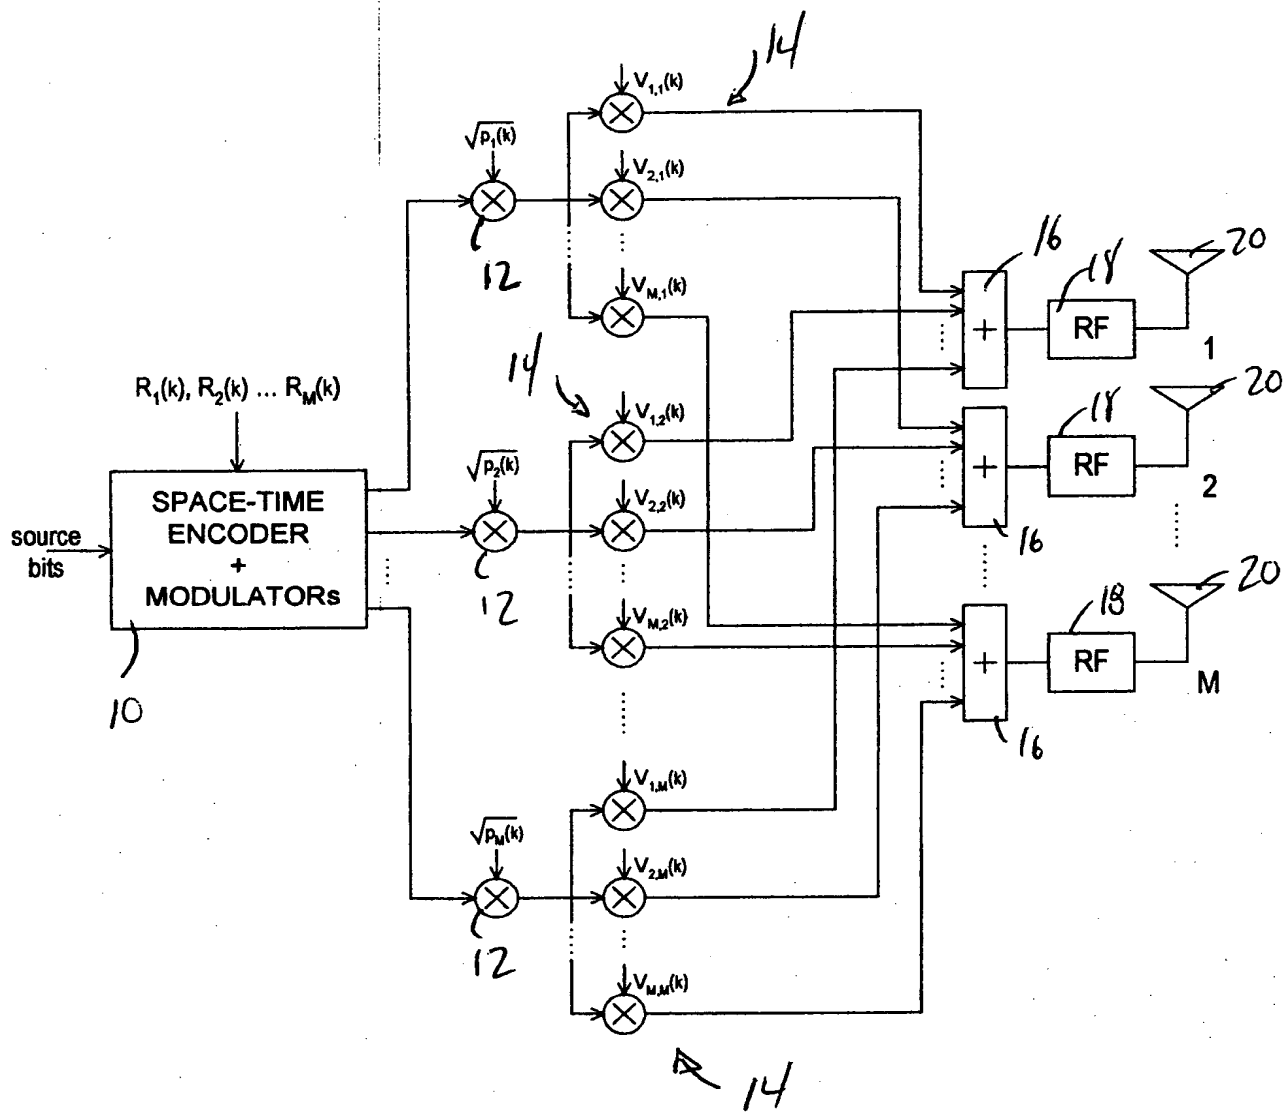 14
V1,1(k)
√p1(k)
V2,1(k)
12
VM,1(k)
16
18
20
+
RF
1
14
R1(k), R2(k) ... RM(k)
V1,2(k)
18
20
√p2(k)
V2,2(k)
+
RF
2
SPACE-TIME
ENCODER
+
MODULATORs
source
bits
12
16
VM,2(k)
18
20
+
RF
M
10
16
V1,M(k)
√pM(k)
V2,M(k)
12
VM,M(k)
14